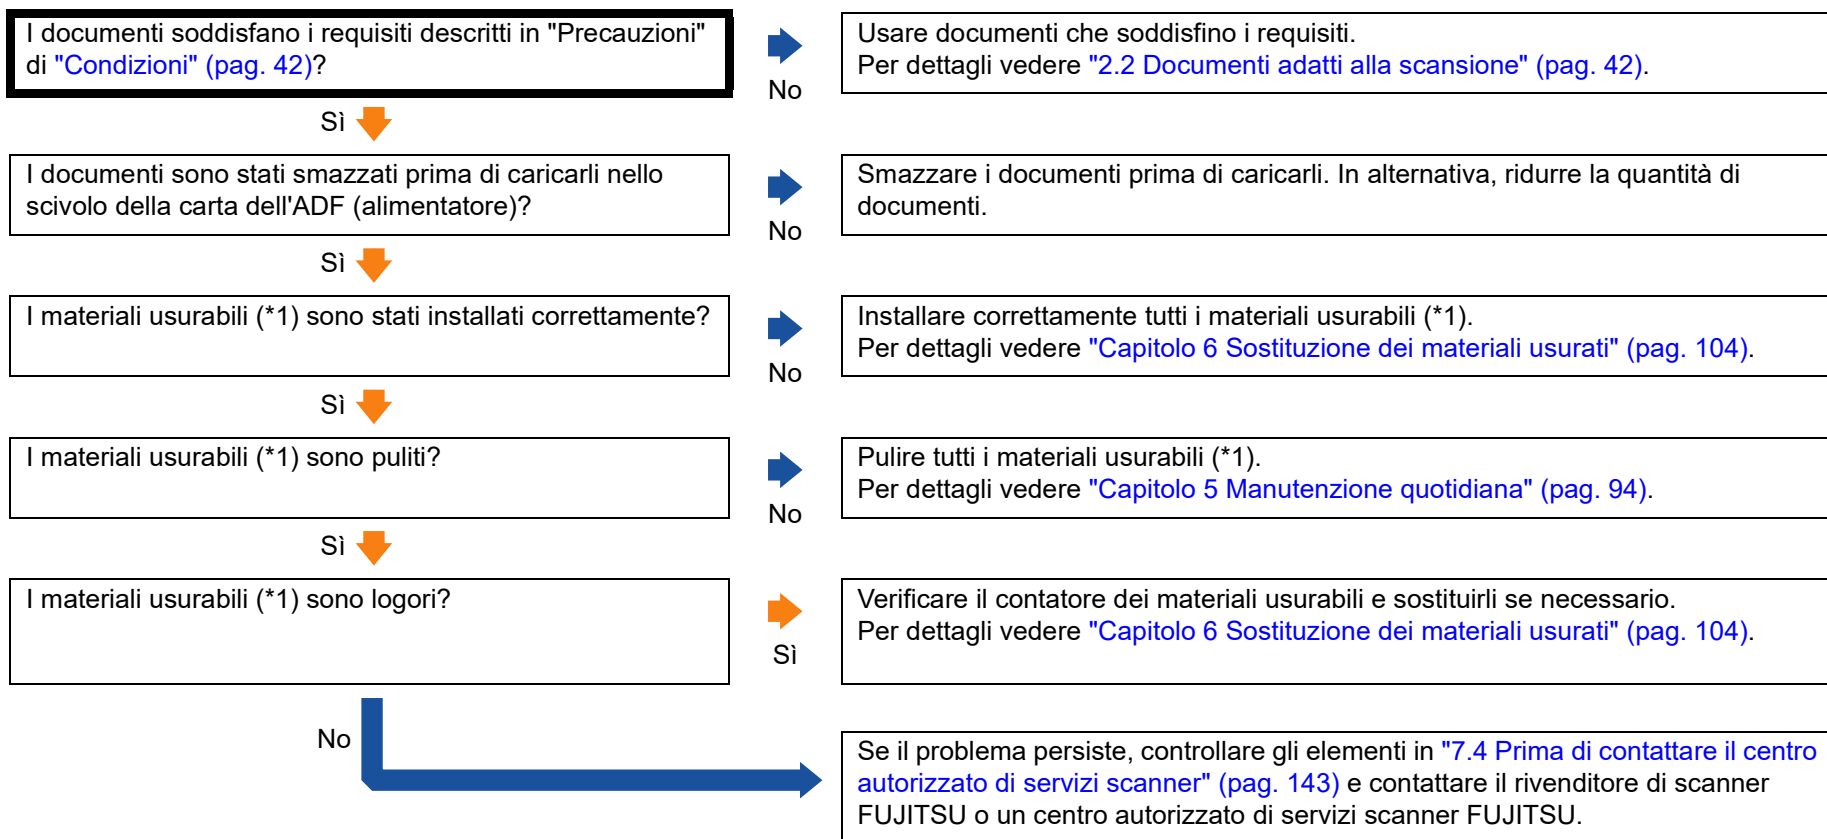 I documenti soddisfano i requisiti descritti in "Precauzioni"
di "Condizioni" (pag. 42)?
No
Usare documenti che soddisfino i requisiti.
Per dettagli vedere "2.2 Documenti adatti alla scansione" (pag. 42).
Sì
I documenti sono stati smazzati prima di caricarli nello
scivolo della carta dell'ADF (alimentatore)?
No
Smazzare i documenti prima di caricarli. In alternativa, ridurre la quantità di
documenti.
Sì
I materiali usurabili (*1) sono stati installati correttamente?
No
Installare correttamente tutti i materiali usurabili (*1).
Per dettagli vedere "Capitolo 6 Sostituzione dei materiali usurati" (pag. 104).
Sì
I materiali usurabili (*1) sono puliti?
No
Pulire tutti i materiali usurabili (*1).
Per dettagli vedere "Capitolo 5 Manutenzione quotidiana" (pag. 94).
Sì
I materiali usurabili (*1) sono logori?
Sì
Verificare il contatore dei materiali usurabili e sostituirli se necessario.
Per dettagli vedere "Capitolo 6 Sostituzione dei materiali usurati" (pag. 104).
No
Se il problema persiste, controllare gli elementi in "7.4 Prima di contattare il centro
autorizzato di servizi scanner" (pag. 143) e contattare il rivenditore di scanner
FUJITSU o un centro autorizzato di servizi scanner FUJITSU.